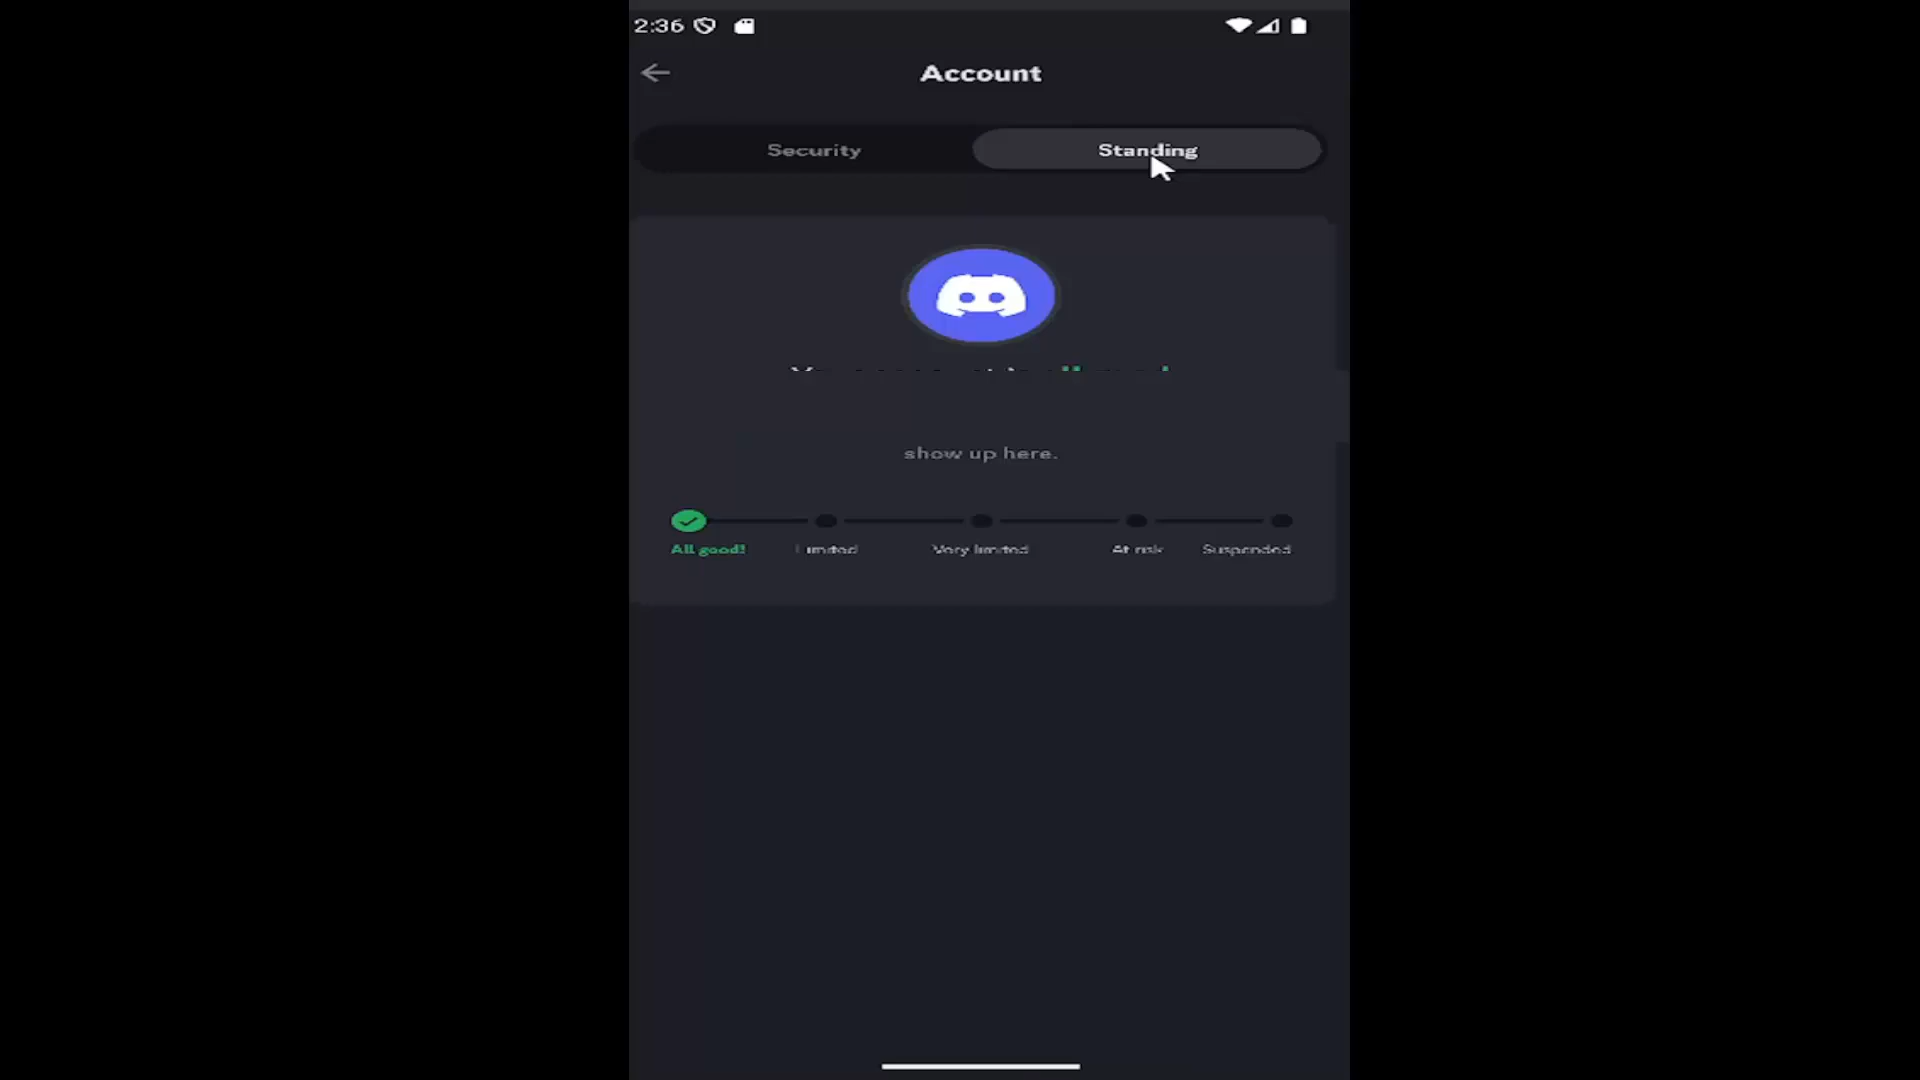 2:36
Account
Security
Standing
show up here.
All good!
Limited
Very limited
At risk
Suspended